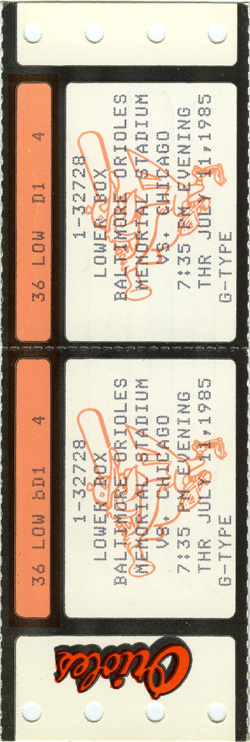 36 LOW D1 4
1-32728
LOWER BOX
BALTIMORE ORIOLES
MEMORIAL STADIUM
VS. CHICAGO
7:35 PM EVENING
THR JULY 11,1985
G-TYPE
36 LOW bD1 4
1-32728
LOWER BOX
BALTIMORE ORIOLES
MEMORIAL STADIUM
VS. CHICAGO
7:35 PM EVENING
THR JULY 11,1985
G-TYPE
Orioles